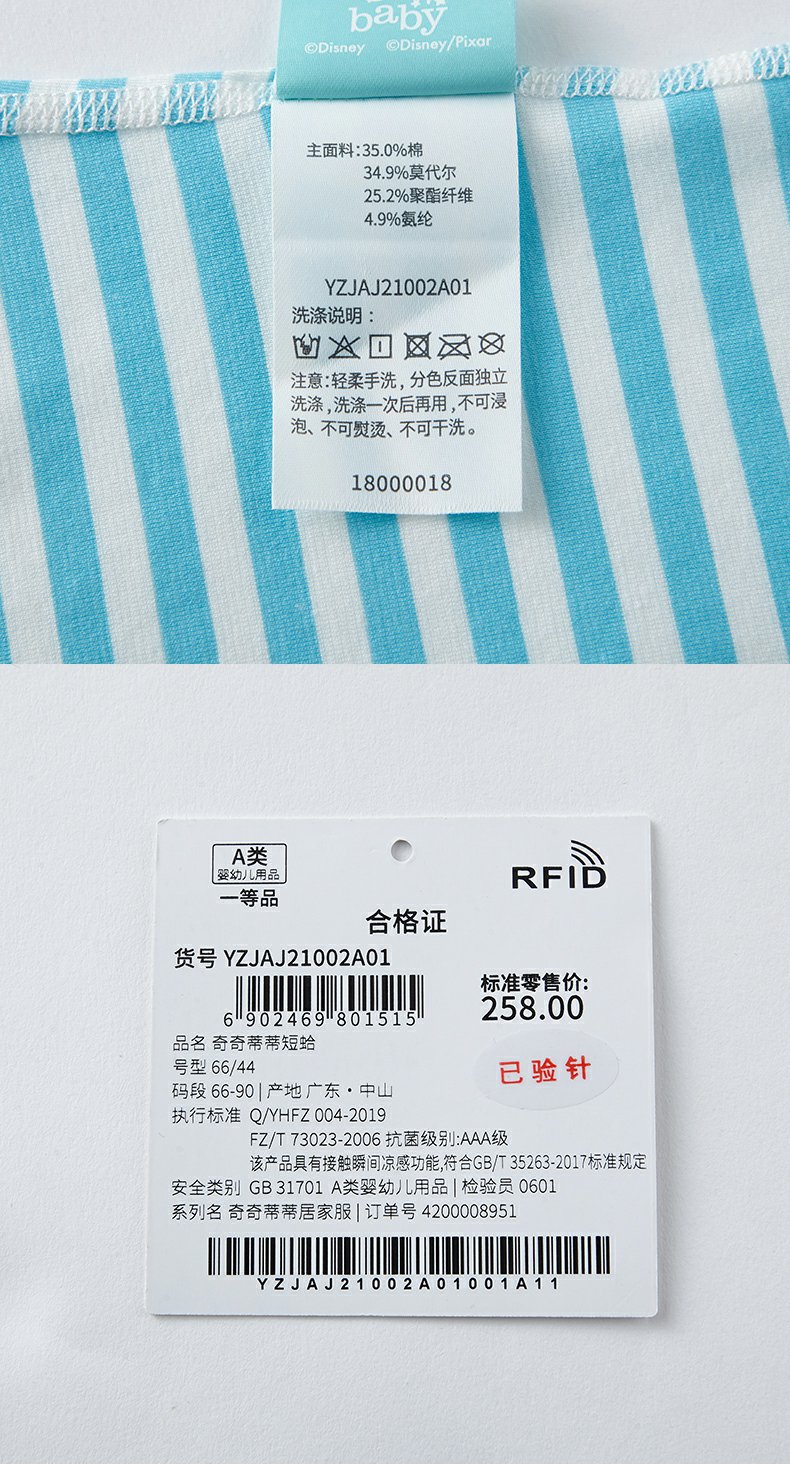 baby
©Disney ©Disney/Pixar
主面料:35.0%棉
34.9%莫代尔
25.2%聚酯纤维
4.9%氨纶
YZJAJ21002A01
洗涤说明:
注意:轻柔手洗,分色反面独立
洗涤,洗涤一次后再用,不可浸
泡、不可熨烫、不可干洗。
18000018
A类
婴幼儿用品
一等品
RFID
合格证
货号 YZJAJ21002A01
6 902469 801515
标准零售价:
258.00
品名 奇奇蒂蒂短蛤
号型 66/44
已验针
码段 66-90 | 产地 广东·中山
执行标准 Q/YHFZ 004-2019
FZ/T 73023-2006 抗菌级别:AAA级
该产品具有接触瞬间凉感功能,符合GB/T 35263-2017标准规定
安全类别 GB 31701 A类婴幼儿用品 | 检验员 0601
系列名 奇奇蒂蒂居家服 | 订单号 4200008951
YZJAJ21002A01001A11